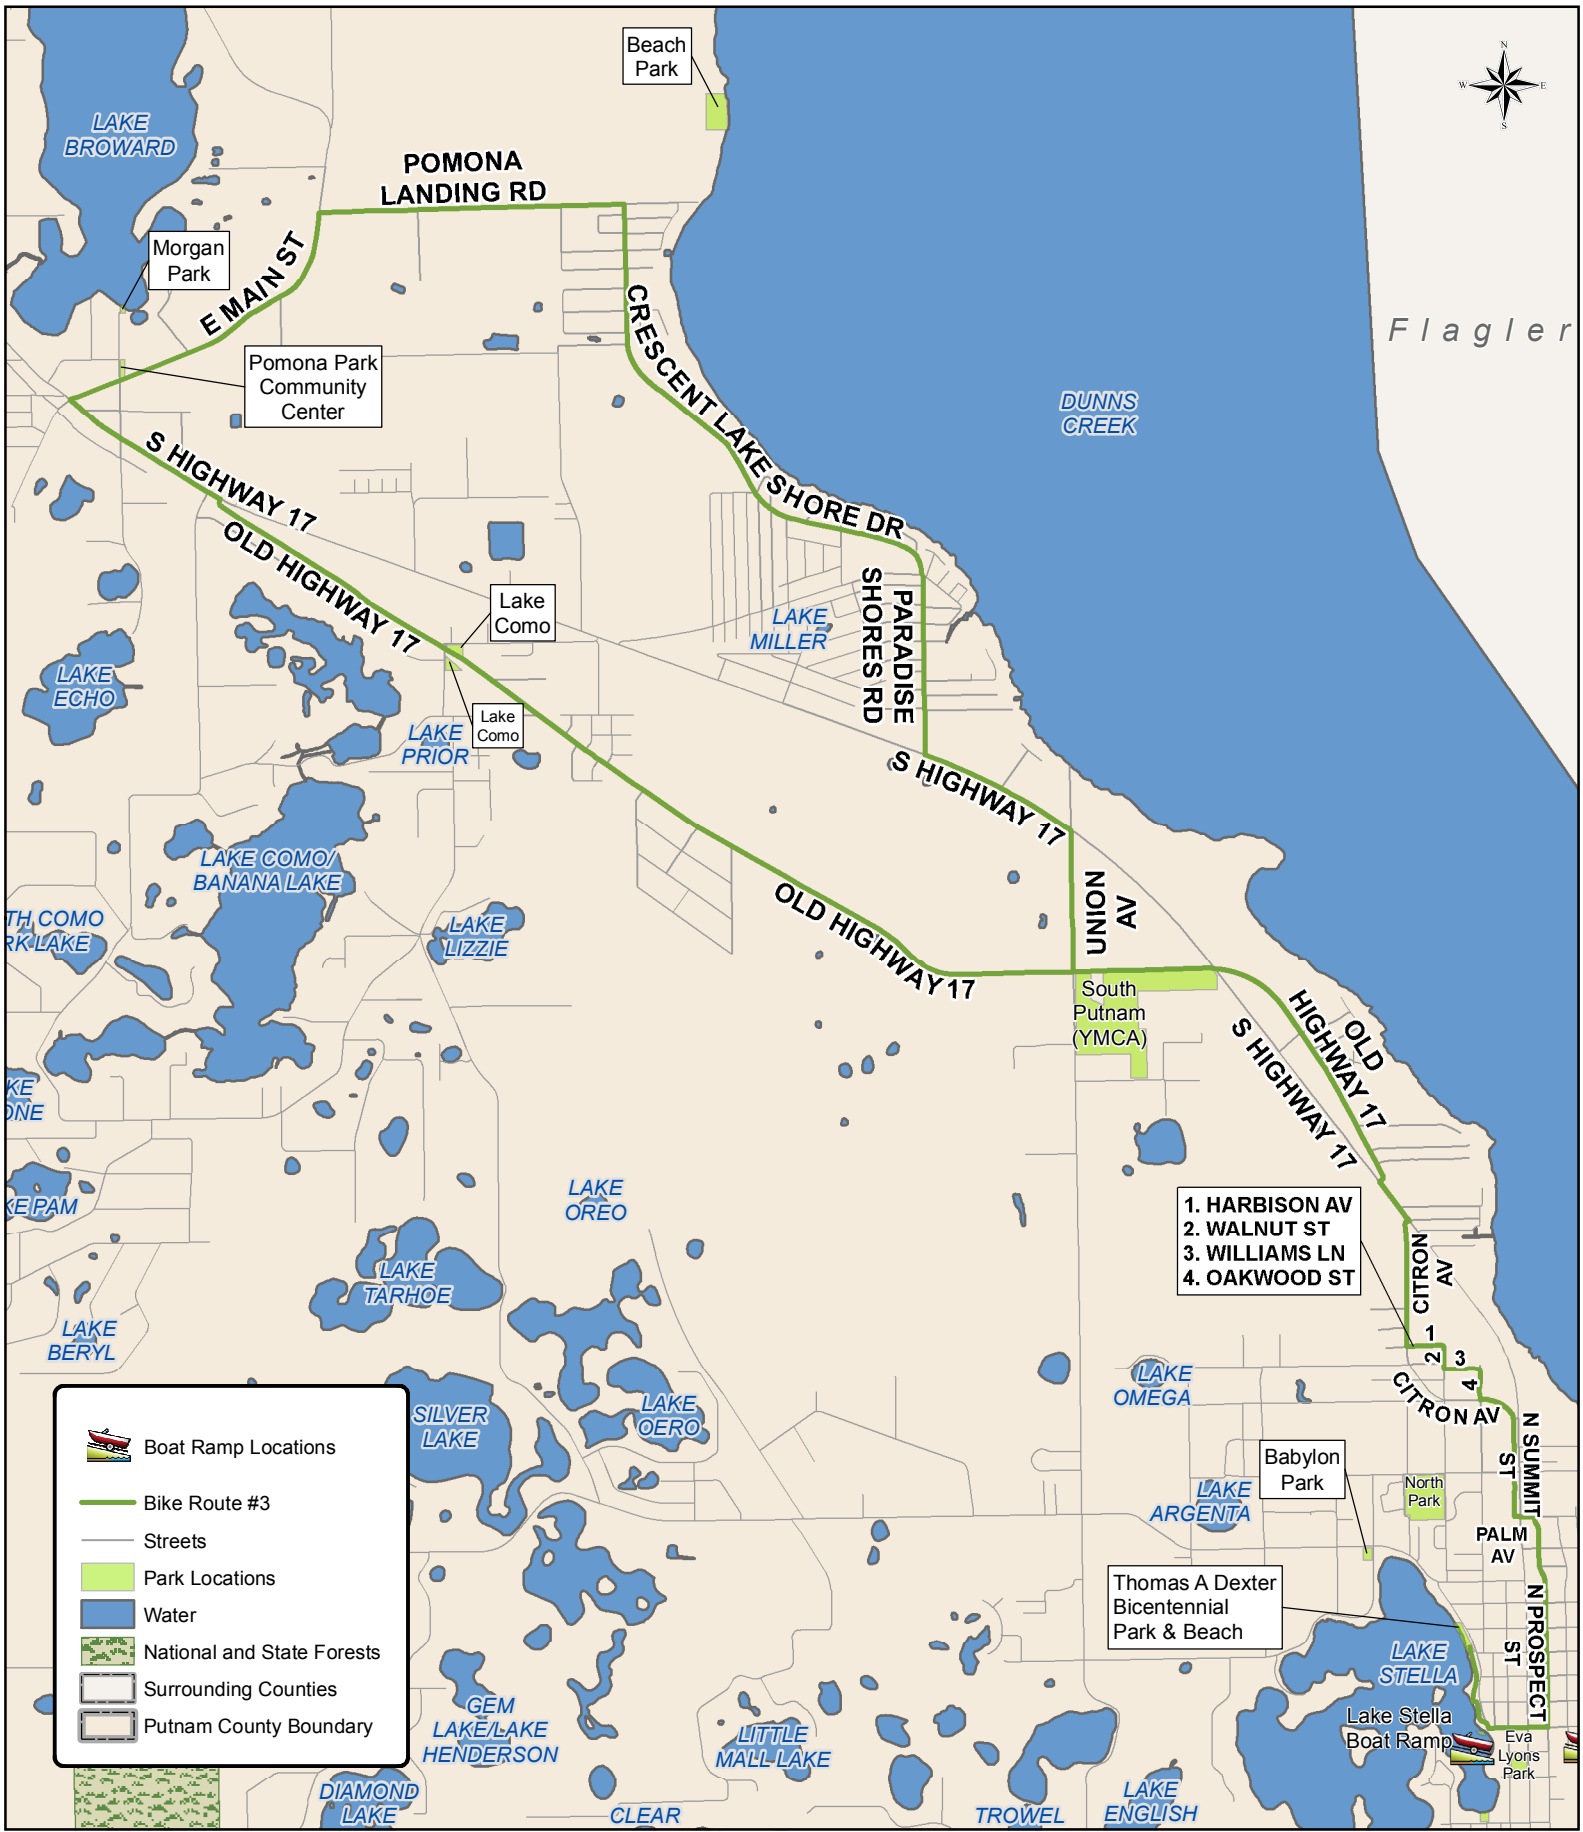 Beach
Park
N
W
E
S
LAKE
BROWARD
POMONA
LANDING RD
Morgan
Park
E MAIN ST
CRESCENT LAKE SHORE DR
Flagler
Pomona Park
Community
Center
DUNNS
CREEK
S HIGHWAY 17
OLD HIGHWAY 17
Lake
Como
LAKE
MILLER
PARADISE
SHORES RD
LAKE
ECHO
Lake
Como
LAKE
PRIOR
S HIGHWAY 17
LAKE COMO/
BANANA LAKE
OLD HIGHWAY 17
UNION
AV
TH COMO
RK LAKE
LAKE
LIZZIE
South
Putnam
(YMCA)
OLD
HIGHWAY 17
S HIGHWAY 17
KE
ONE
KE PAM
LAKE
OREO
1. HARBISON AV
2. WALNUT ST
3. WILLIAMS LN
4. OAKWOOD ST
CITRON
AV
LAKE
TARHOE
LAKE
BERYL
1
2
3
4
LAKE
OMEGA
CITRON AV
SILVER
LAKE
LAKE
OERO
N SUMMIT
ST
Babylon
Park
North
Park
LAKE
ARGENTA
PALM
AV
Thomas A Dexter
Bicentennial
Park & Beach
N PROSPECT
ST
LAKE
STELLA
Lake Stella
Boat Ramp
Eva
Lyons
Park
Boat Ramp Locations
Bike Route #3
Streets
Park Locations
Water
National and State Forests
Surrounding Counties
Putnam County Boundary
GEM
LAKE/LAKE
HENDERSON
LITTLE
MALL LAKE
DIAMOND
LAKE
CLEAR
TROWEL
LAKE
ENGLISH